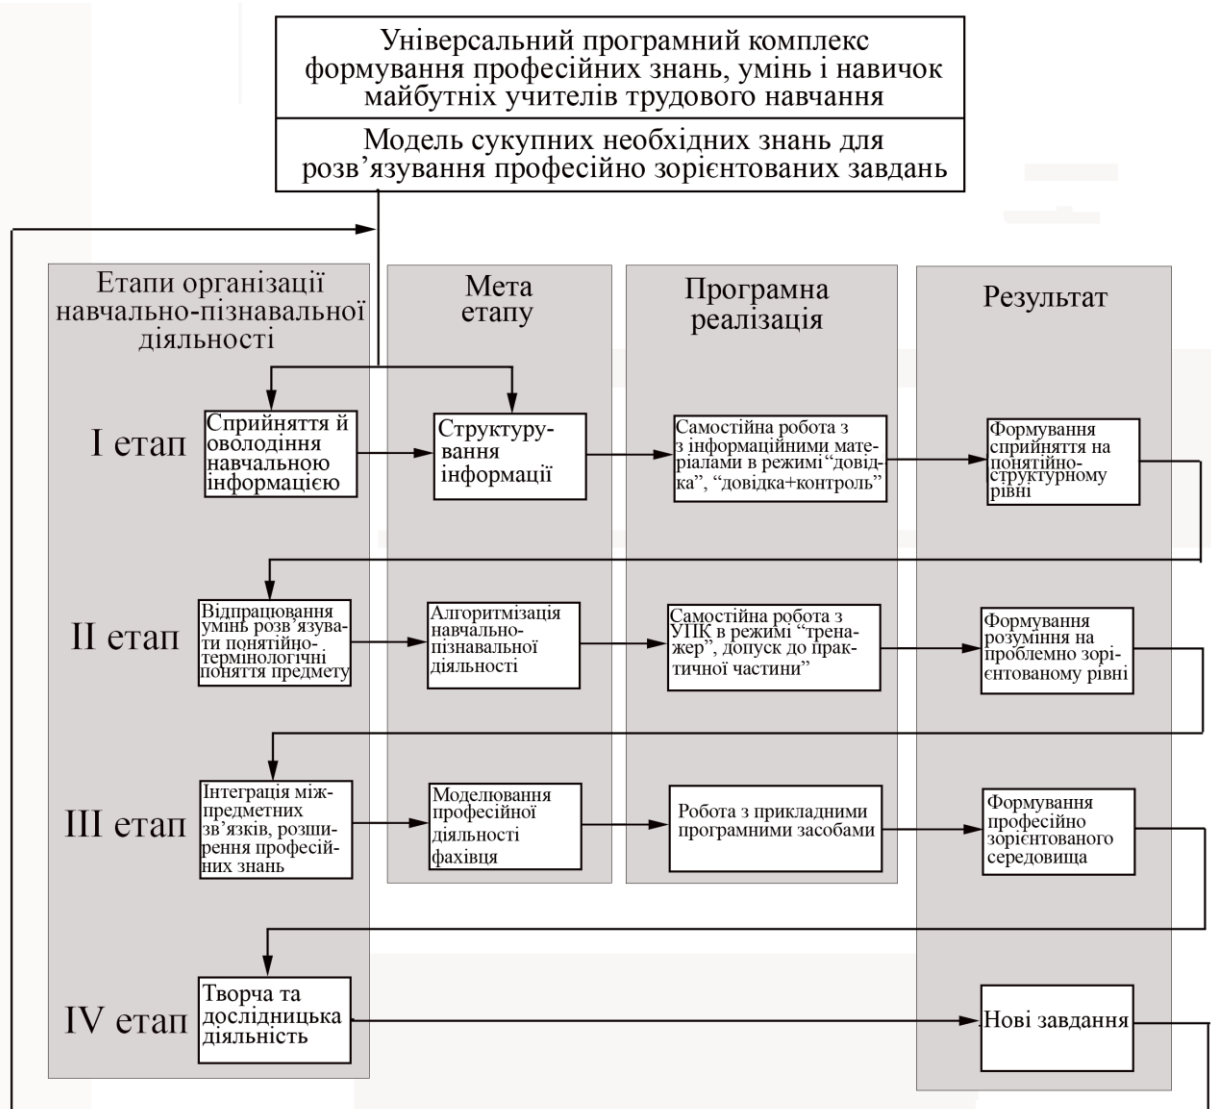 Універсальний програмний комплекс
формування професійних знань, умінь і навичок
майбутніх учителів трудового навчання
Модель сукупних необхідних знань для
розв’язування професійно зорієнтованих завдань
Етапи організації
навчально-пізнавальної
діяльності
Мета
етапу
Програмна
реалізація
Результат
I етап
Сприйняття й
оволодіння
навчальною
інформацією
Структуру-
вання
інформації
Самостійна робота з
з інформаційними мате-
ріалами в режимі “довід-
ка”, “довідка+контроль”
Формування
сприйняття на
понятійно-
структурному
рівні
II етап
Відпрацювання
умінь розв’язува-
ти понятійно-
термінологічні
поняття предмету
Алгоритмізація
навчально-
пізнавальної
діяльності
Самостійна робота з
УПК в режимі “трена-
жер”, допуск до прак-
тичної частини”
Формування
розуміння на
проблемно зорі-
єнтованому рівні
III етап
Інтеграція між-
предметних
зв’язків, розши-
рення професій-
них знань
Моделювання
професійної
діяльності
фахівця
Робота з прикладними
програмними засобами
Формування
професійно
зорієнтованого
середовища
IV етап
Творча та
дослідницька
діяльність
Нові завдання